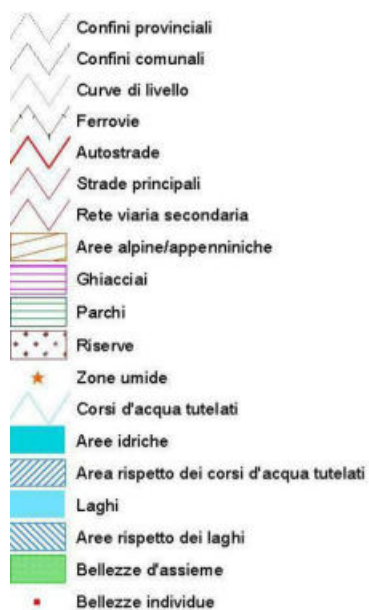 Confini provinciali
Confini comunali
Curve di livello
Ferrovie
Autostrade
Strade principali
Rete viaria secondaria
Aree alpine/appenniniche
Ghiacciai
Parchi
Riserve
Zone umide
Corsi d'acqua tutelati
Aree idriche
Area rispetto dei corsi d'acqua tutelati
Laghi
Aree rispetto dei laghi
Bellezze d'assieme
Bellezze individue